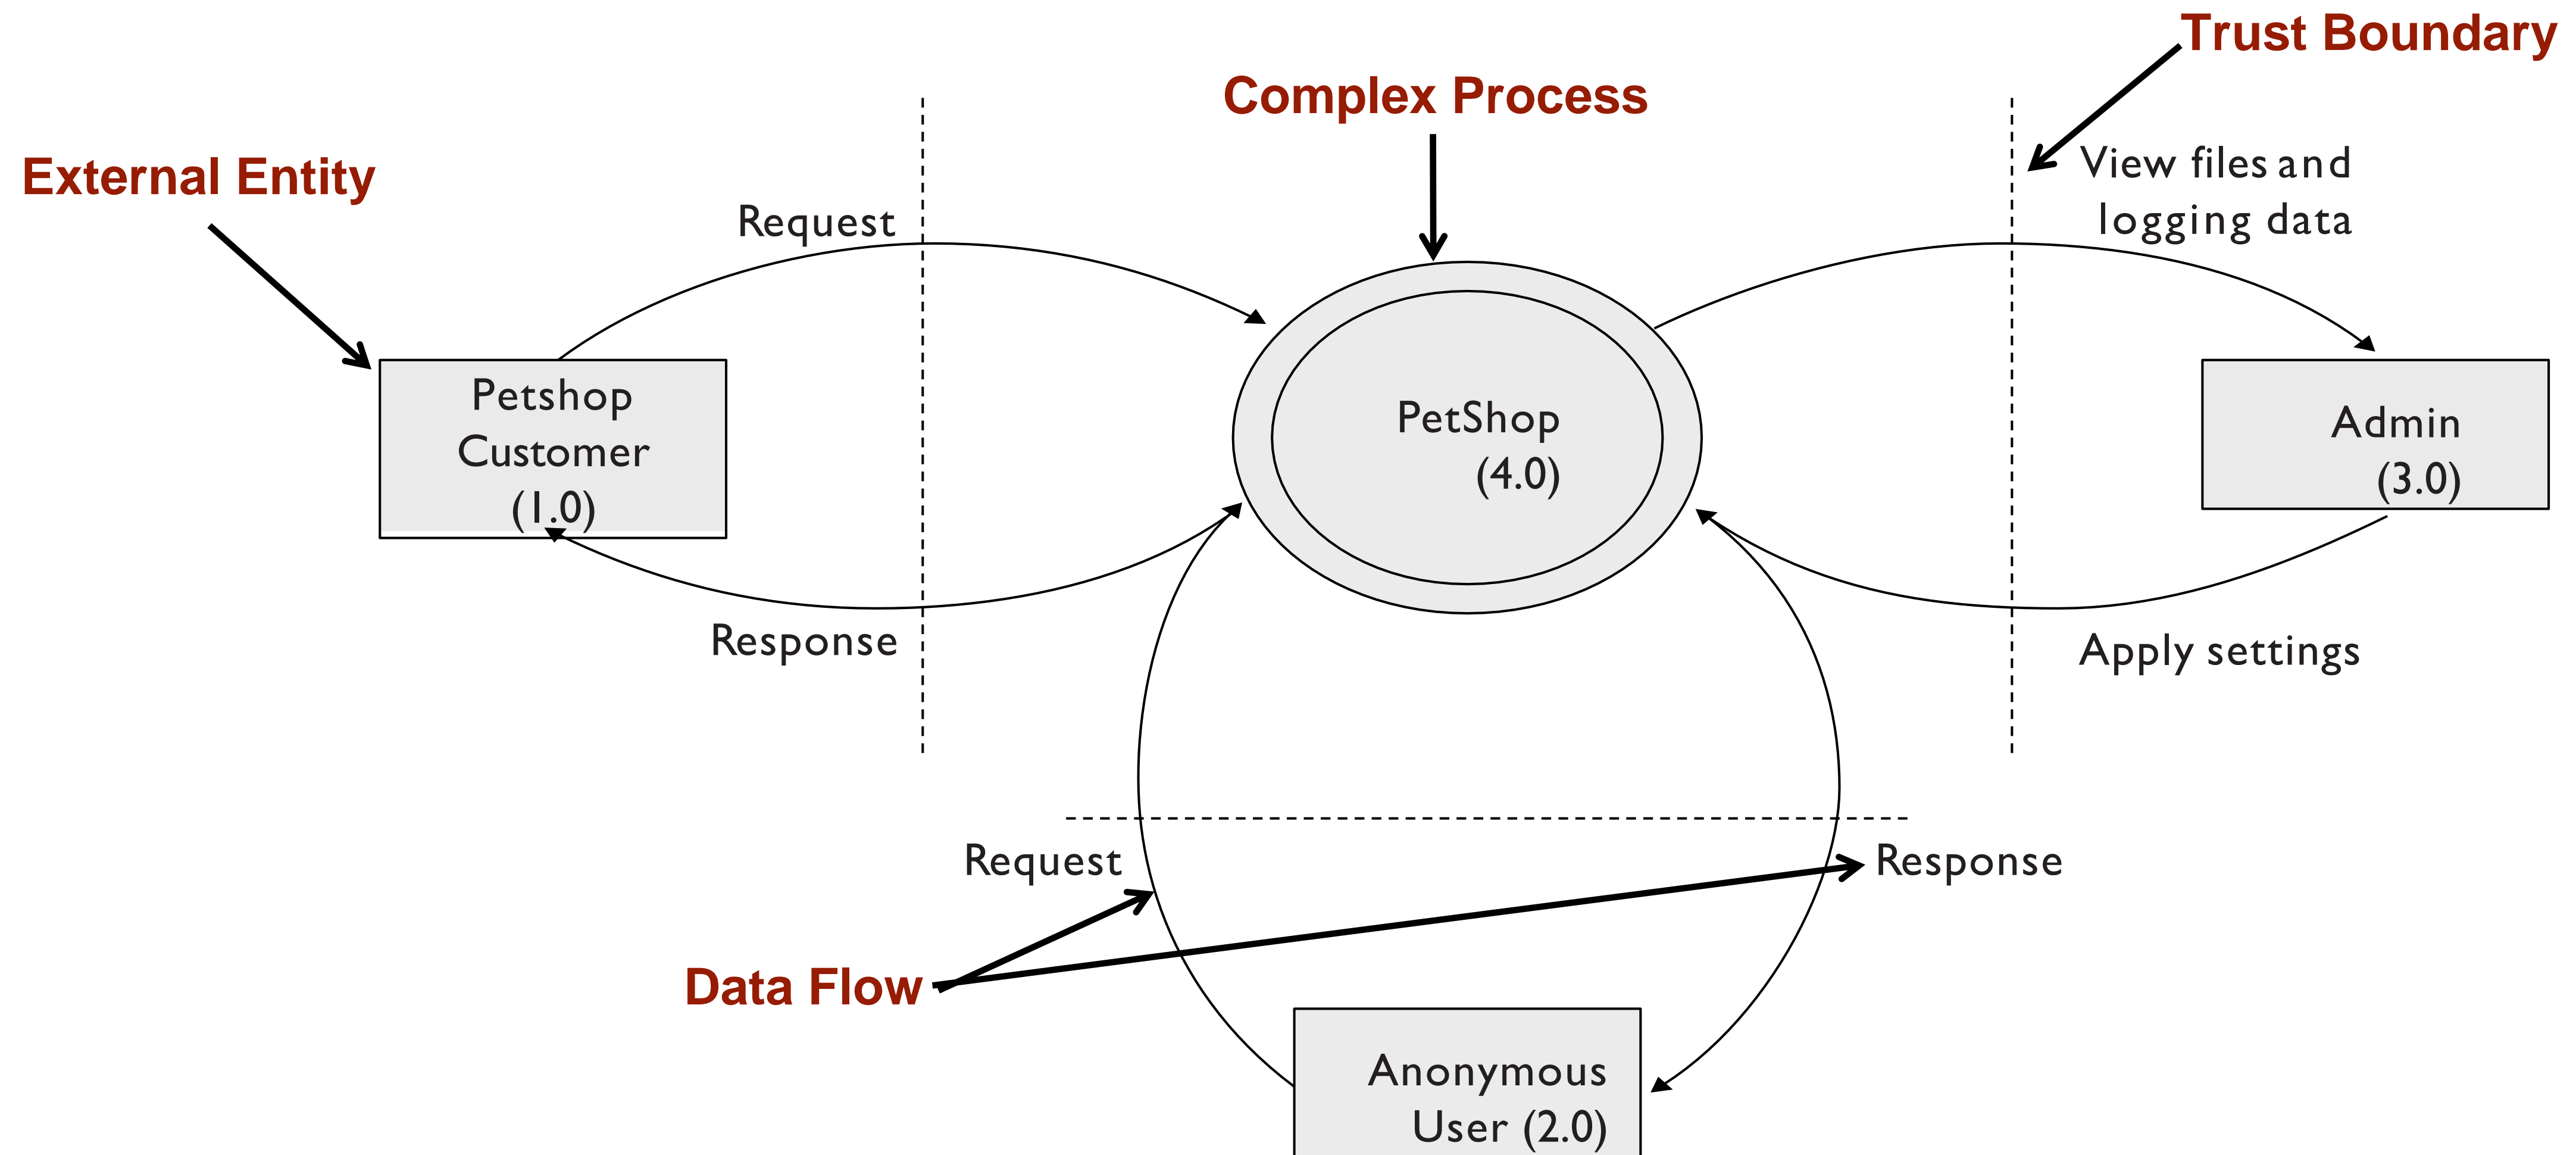 Trust Boundary
Complex Process
External Entity
View files and
logging data
Request
Petshop
Customer
(1.0)
PetShop
(4.0)
Admin
(3.0)
Response
Apply settings
Request
Response
Data Flow
Anonymous
User (2.0)